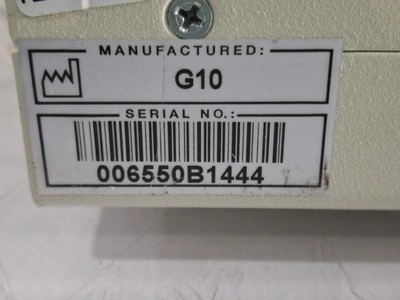 MANUFACTURED:
G10
SERIAL NO.:
006550B1444